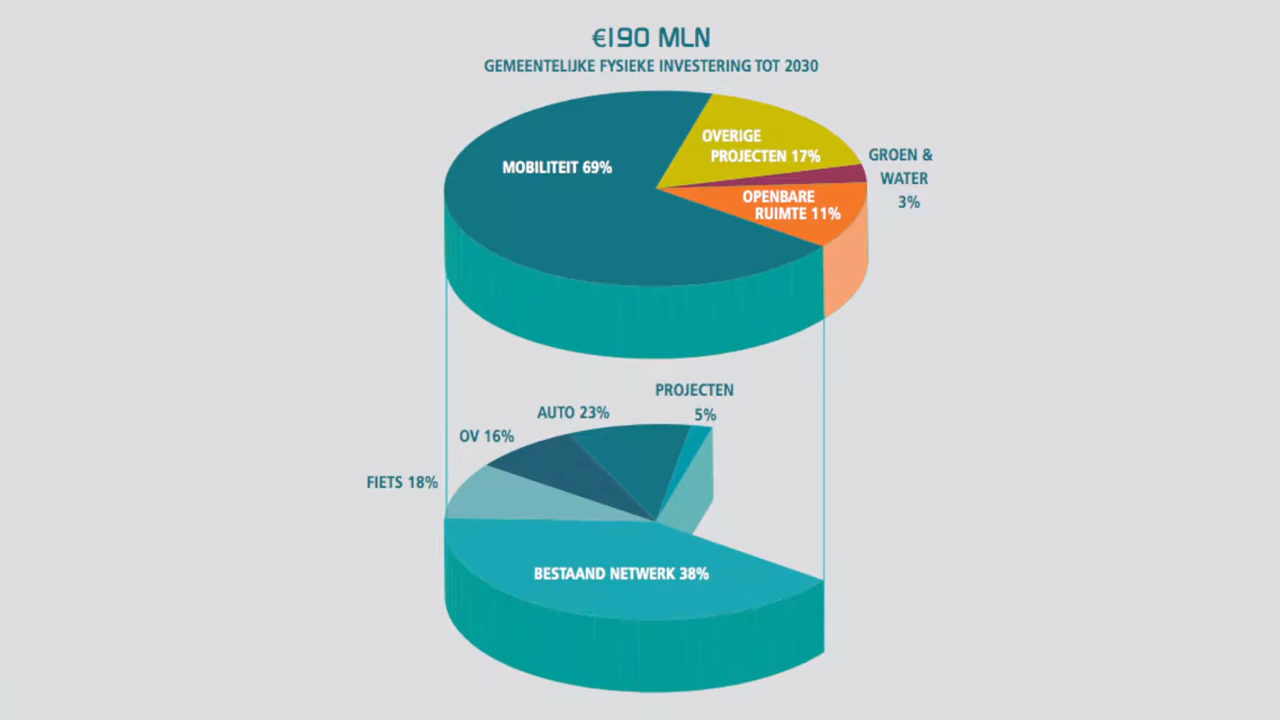 €190 MLN
GEMEENTELIJKE FYSIEKE INVESTERING TOT 2030
MOBILITEIT 69%
OVERIGE
PROJECTEN 17%
GROEN &
WATER
3%
OPENBARE
RUIMTE 11%
PROJECTEN
5%
AUTO 23%
OV 16%
FIETS 18%
BESTAAND NETWERK 38%